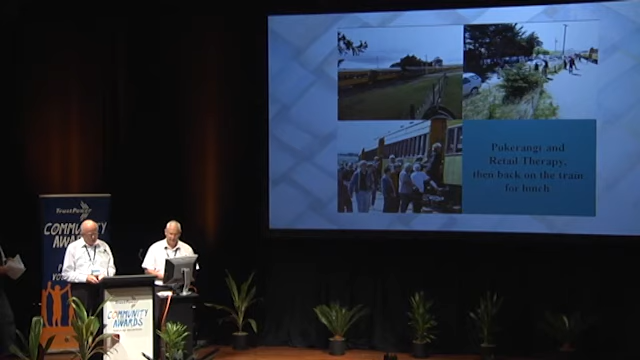 Pukerangi and
Retail Therapy,
then back on the train
for lunch
TrustPower
COMMUNITY
AWARDS
COMMUNITY
AWARDS